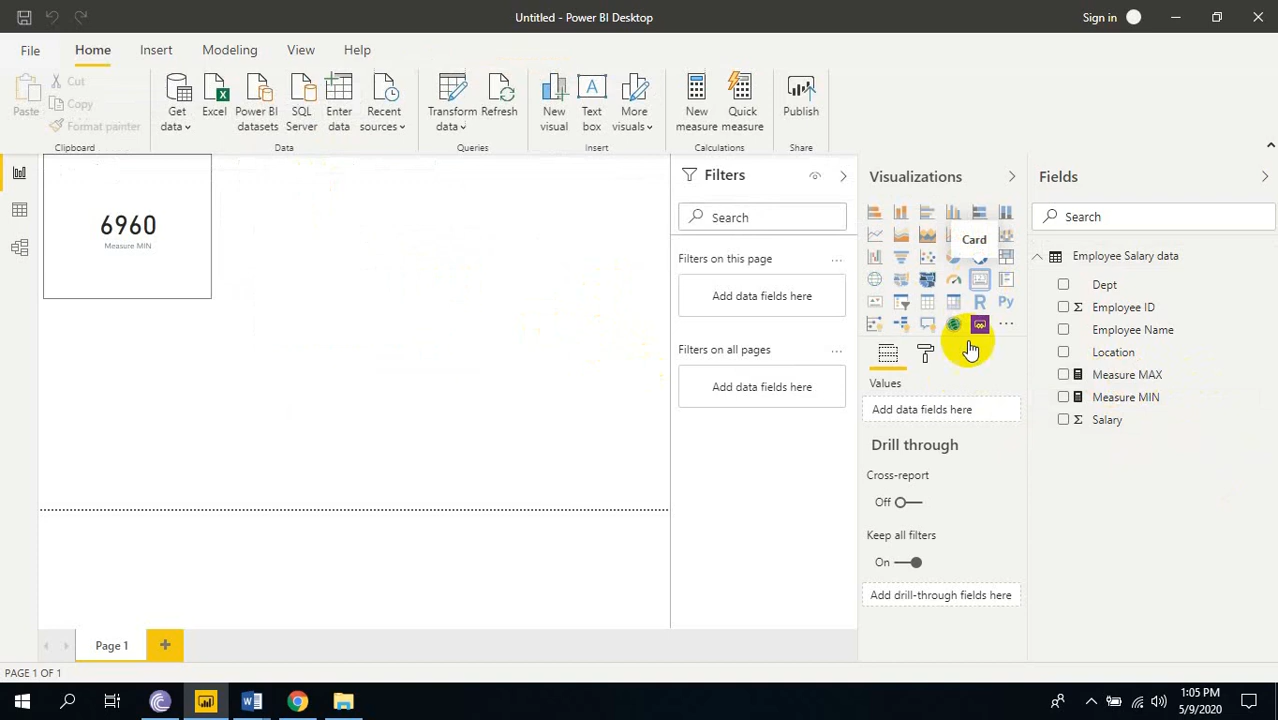 Untitled - Power BI Desktop
Sign in
File Home Insert Modeling View Help
Paste
Cut
Copy
Format painter
Clipboard
Get data
Excel
Power BI datasets
SQL Server
Enter data
Recent sources
Data
Transform data
Refresh
Queries
New visual
Text box
More visuals
Insert
New measure
Quick measure
Calculations
Publish
Share
6960
Measure MIN
Filters
Search
Filters on this page
...
Add data fields here
Filters on all pages
...
Add data fields here
Visualizations
Card
R
Py
Values
Add data fields here
Drill through
Cross-report
Off
Keep all filters
On
Add drill-through fields here
Fields
Search
Employee Salary data
Dept
Σ Employee ID
Employee Name
Location
Measure MAX
Measure MIN
Σ Salary
Page 1
PAGE 1 OF 1
1:05 PM
5/9/2020